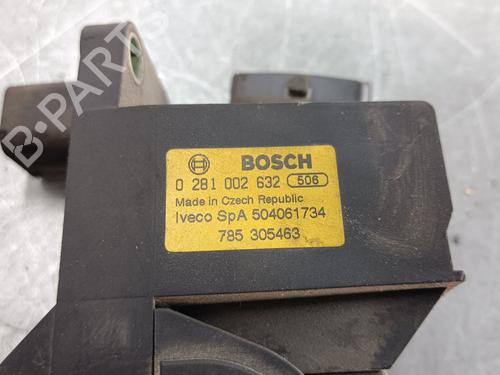 BOSCH
0 281 002 632 506
Made in Czech Republic
Iveco SpA 504061734
785 305463
B-PARTS